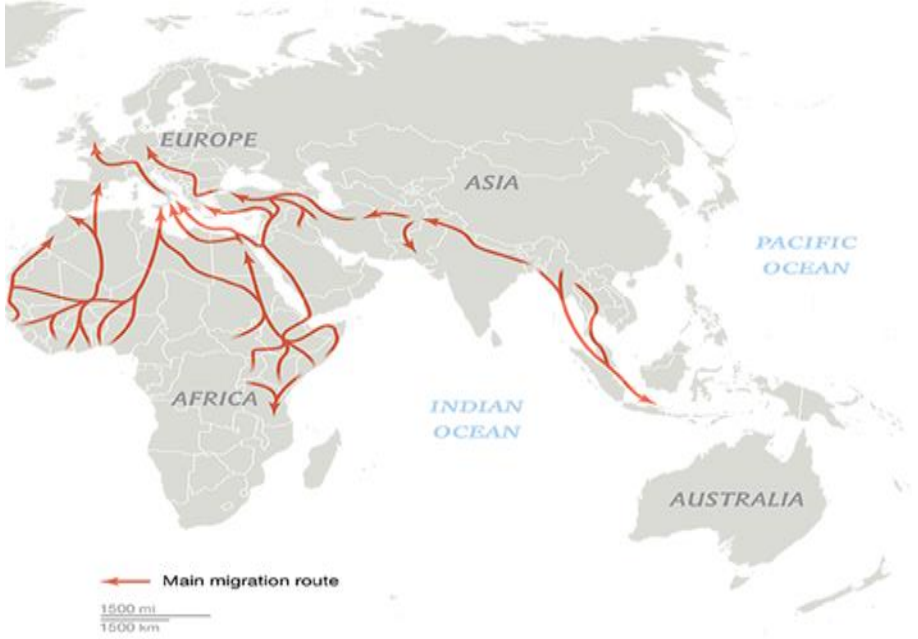 EUROPE
ASIA
PACIFIC
OCEAN
AFRICA
INDIAN
OCEAN
AUSTRALIA
Main migration route
1500 mi
1500 km